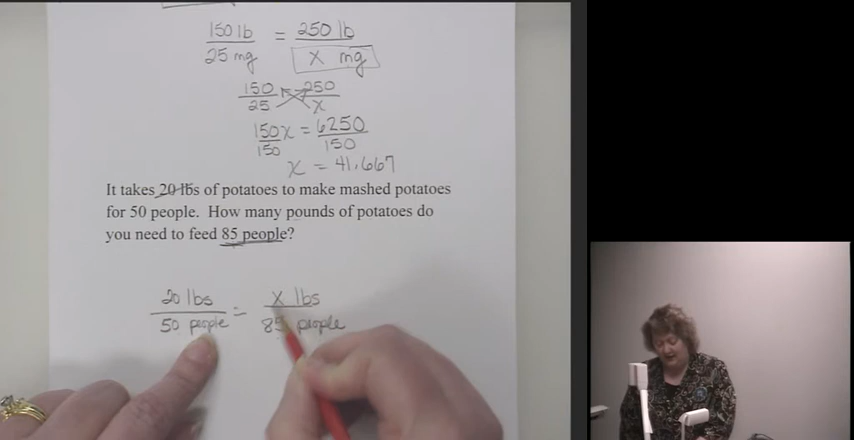 150 lb = 250 lb
25 mg x mg
150 250
25 x
150x = 6250
150 150
x = 41.667
It takes 20 lbs of potatoes to make mashed potatoes
for 50 people. How many pounds of potatoes do
you need to feed 85 people?
20 lbs = x lbs
50 people 85 people